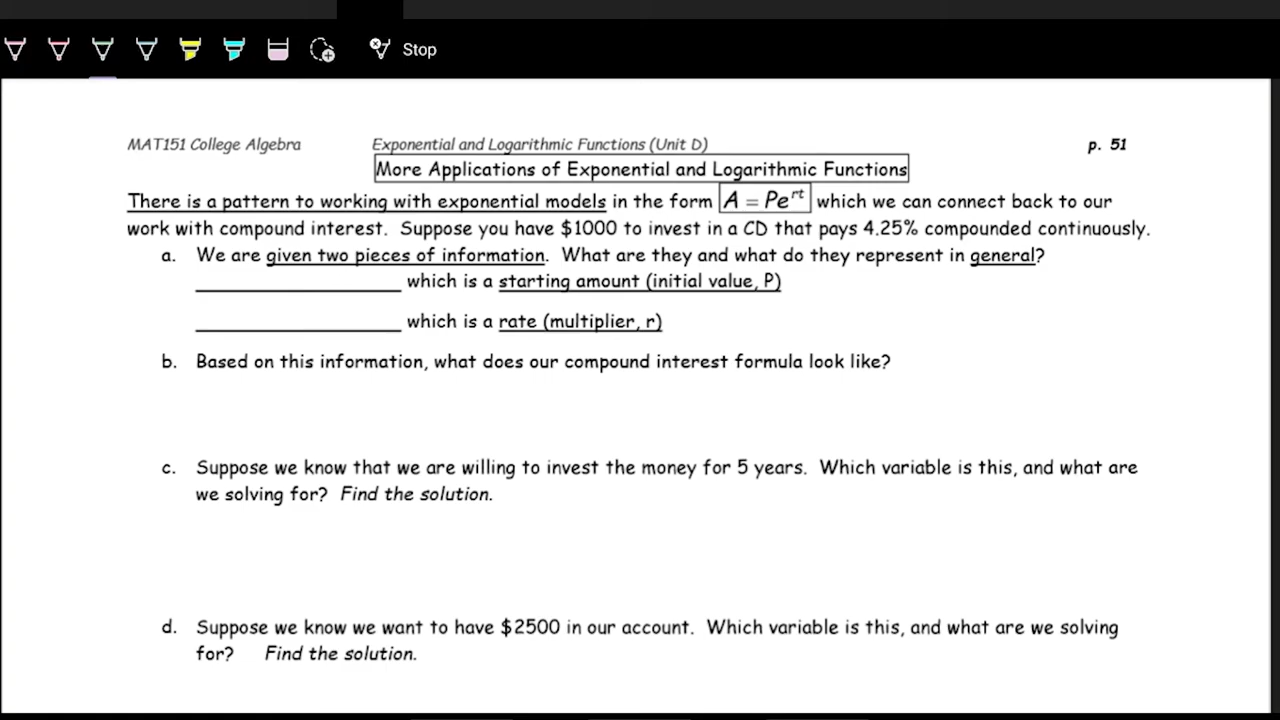 Stop
MAT151 College Algebra Exponential and Logarithmic Functions (Unit D) p. 51
More Applications of Exponential and Logarithmic Functions
There is a pattern to working with exponential models in the form A = Pe^rt which we can connect back to our
work with compound interest. Suppose you have $1000 to invest in a CD that pays 4.25% compounded continuously.
a. We are given two pieces of information. What are they and what do they represent in general?
____________________ which is a starting amount (initial value, P)
____________________ which is a rate (multiplier, r)
b. Based on this information, what does our compound interest formula look like?
c. Suppose we know that we are willing to invest the money for 5 years. Which variable is this, and what are
we solving for? Find the solution.
d. Suppose we know we want to have $2500 in our account. Which variable is this, and what are we solving
for? Find the solution.